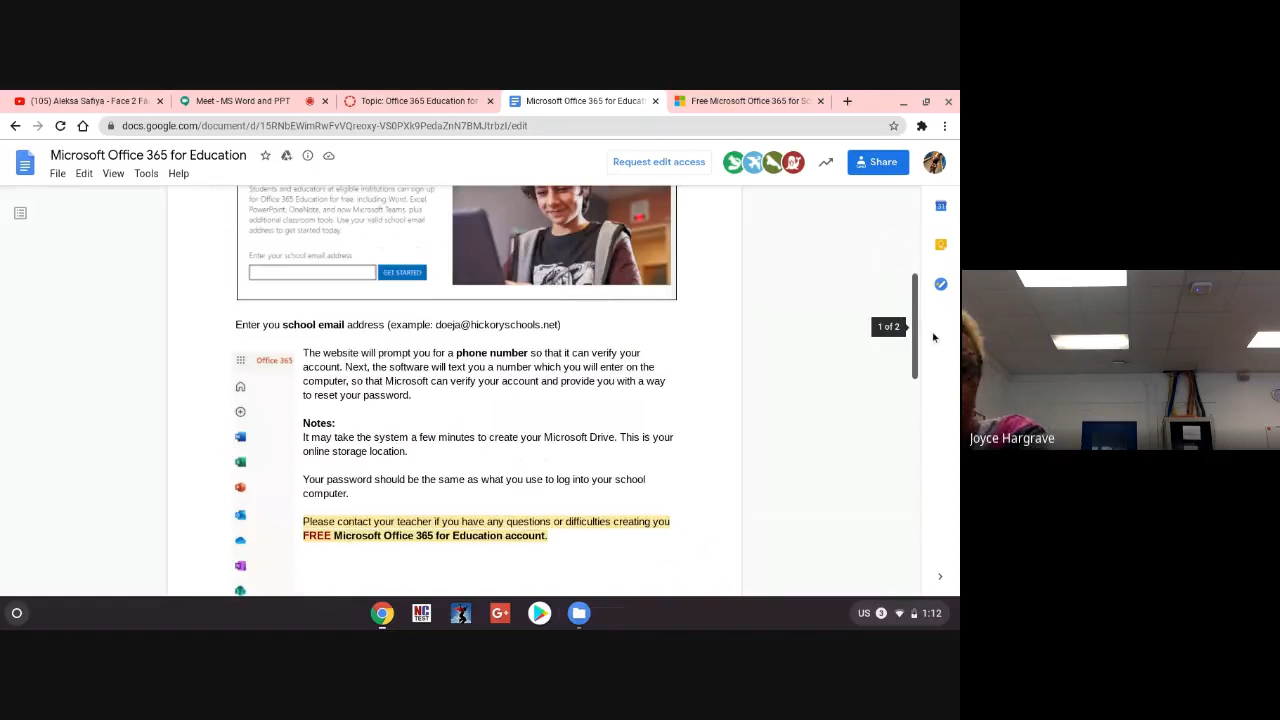 (105) Aleksa Safiya - Face 2 Fa
Meet - MS Word and PPT
Topic: Office 365 Education for
Microsoft Office 365 for Educat
Free Microsoft Office 365 for Sc
docs.google.com/document/d/15RNbEWimRwFvVQreoxy-VS0PXk9PedaZnN7BMJtrbzI/edit
Microsoft Office 365 for Education
Request edit access
Share
File Edit View Tools Help
31
Students and educators at eligible institutions can sign up
for Office 365 Education for free, including Word, Excel
PowerPoint, OneNote, and now Microsoft Teams, plus
additional classroom tools. Use your valid school email
address to get started today.
Enter your school email address
GET STARTED
Enter you school email address (example: doeja@hickoryschools.net)
1 of 2
Office 365
The website will prompt you for a phone number so that it can verify your
account. Next, the software will text you a number which you will enter on the
computer, so that Microsoft can verify your account and provide you with a way
to reset your password.
Notes:
It may take the system a few minutes to create your Microsoft Drive. This is your
online storage location.
Your password should be the same as what you use to log into your school
computer.
Please contact your teacher if you have any questions or difficulties creating you
FREE Microsoft Office 365 for Education account.
Joyce Hargrave
NC
TEST
G+
US 3 1:12